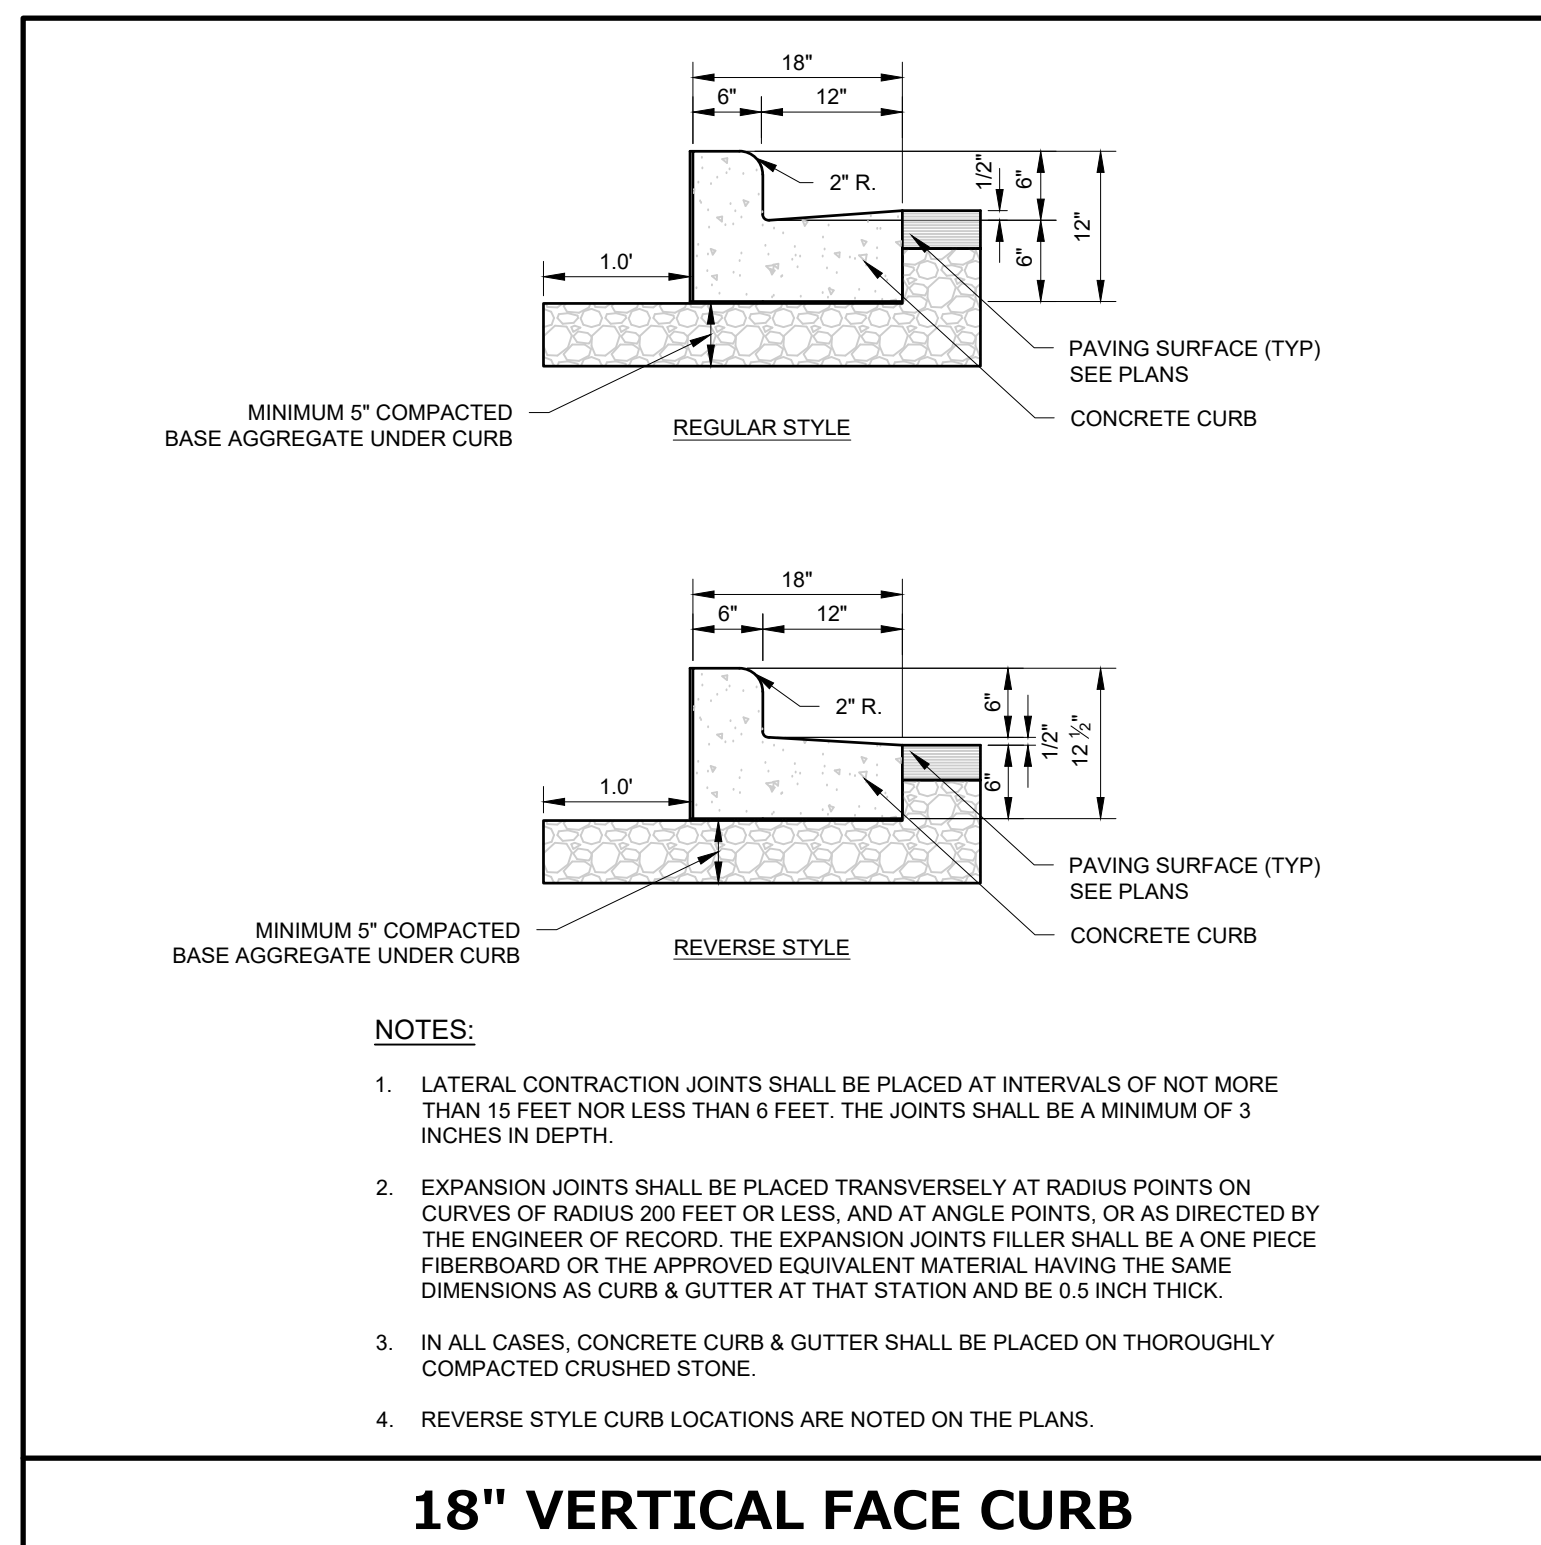 18"
6" 12"
2" R.
1/2"
6"
6"
12"
1.0'
PAVING SURFACE (TYP)
SEE PLANS
CONCRETE CURB
MINIMUM 5" COMPACTED
BASE AGGREGATE UNDER CURB
REGULAR STYLE
18"
6" 12"
2" R.
6"
1/2"
6"
12 ½"
1.0'
PAVING SURFACE (TYP)
SEE PLANS
CONCRETE CURB
MINIMUM 5" COMPACTED
BASE AGGREGATE UNDER CURB
REVERSE STYLE
NOTES:
1. LATERAL CONTRACTION JOINTS SHALL BE PLACED AT INTERVALS OF NOT MORE
THAN 15 FEET NOR LESS THAN 6 FEET. THE JOINTS SHALL BE A MINIMUM OF 3
INCHES IN DEPTH.
2. EXPANSION JOINTS SHALL BE PLACED TRANSVERSELY AT RADIUS POINTS ON
CURVES OF RADIUS 200 FEET OR LESS, AND AT ANGLE POINTS, OR AS DIRECTED BY
THE ENGINEER OF RECORD. THE EXPANSION JOINTS FILLER SHALL BE A ONE PIECE
FIBERBOARD OR THE APPROVED EQUIVALENT MATERIAL HAVING THE SAME
DIMENSIONS AS CURB & GUTTER AT THAT STATION AND BE 0.5 INCH THICK.
3. IN ALL CASES, CONCRETE CURB & GUTTER SHALL BE PLACED ON THOROUGHLY
COMPACTED CRUSHED STONE.
4. REVERSE STYLE CURB LOCATIONS ARE NOTED ON THE PLANS.
18" VERTICAL FACE CURB